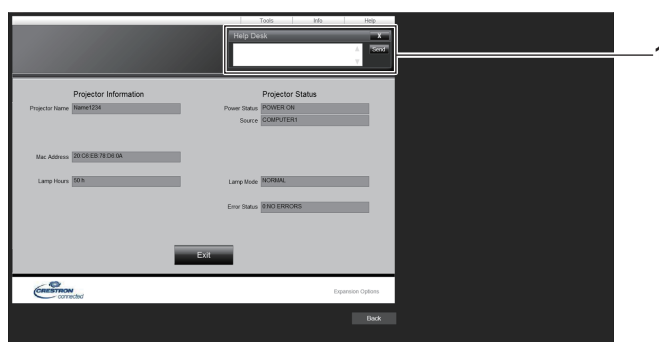 Tools Info Help
Help Desk X
Send
1
Projector Information Projector Status
Projector Name Name1234 Power Status POWER ON
Source COMPUTER1
Mac Address 20:C6:EB:78:D6:0A
Lamp Hours 50 h Lamp Mode NORMAL
Error Status 0:NO ERRORS
Exit
CRESTRON
connected
Expansion Options
Back